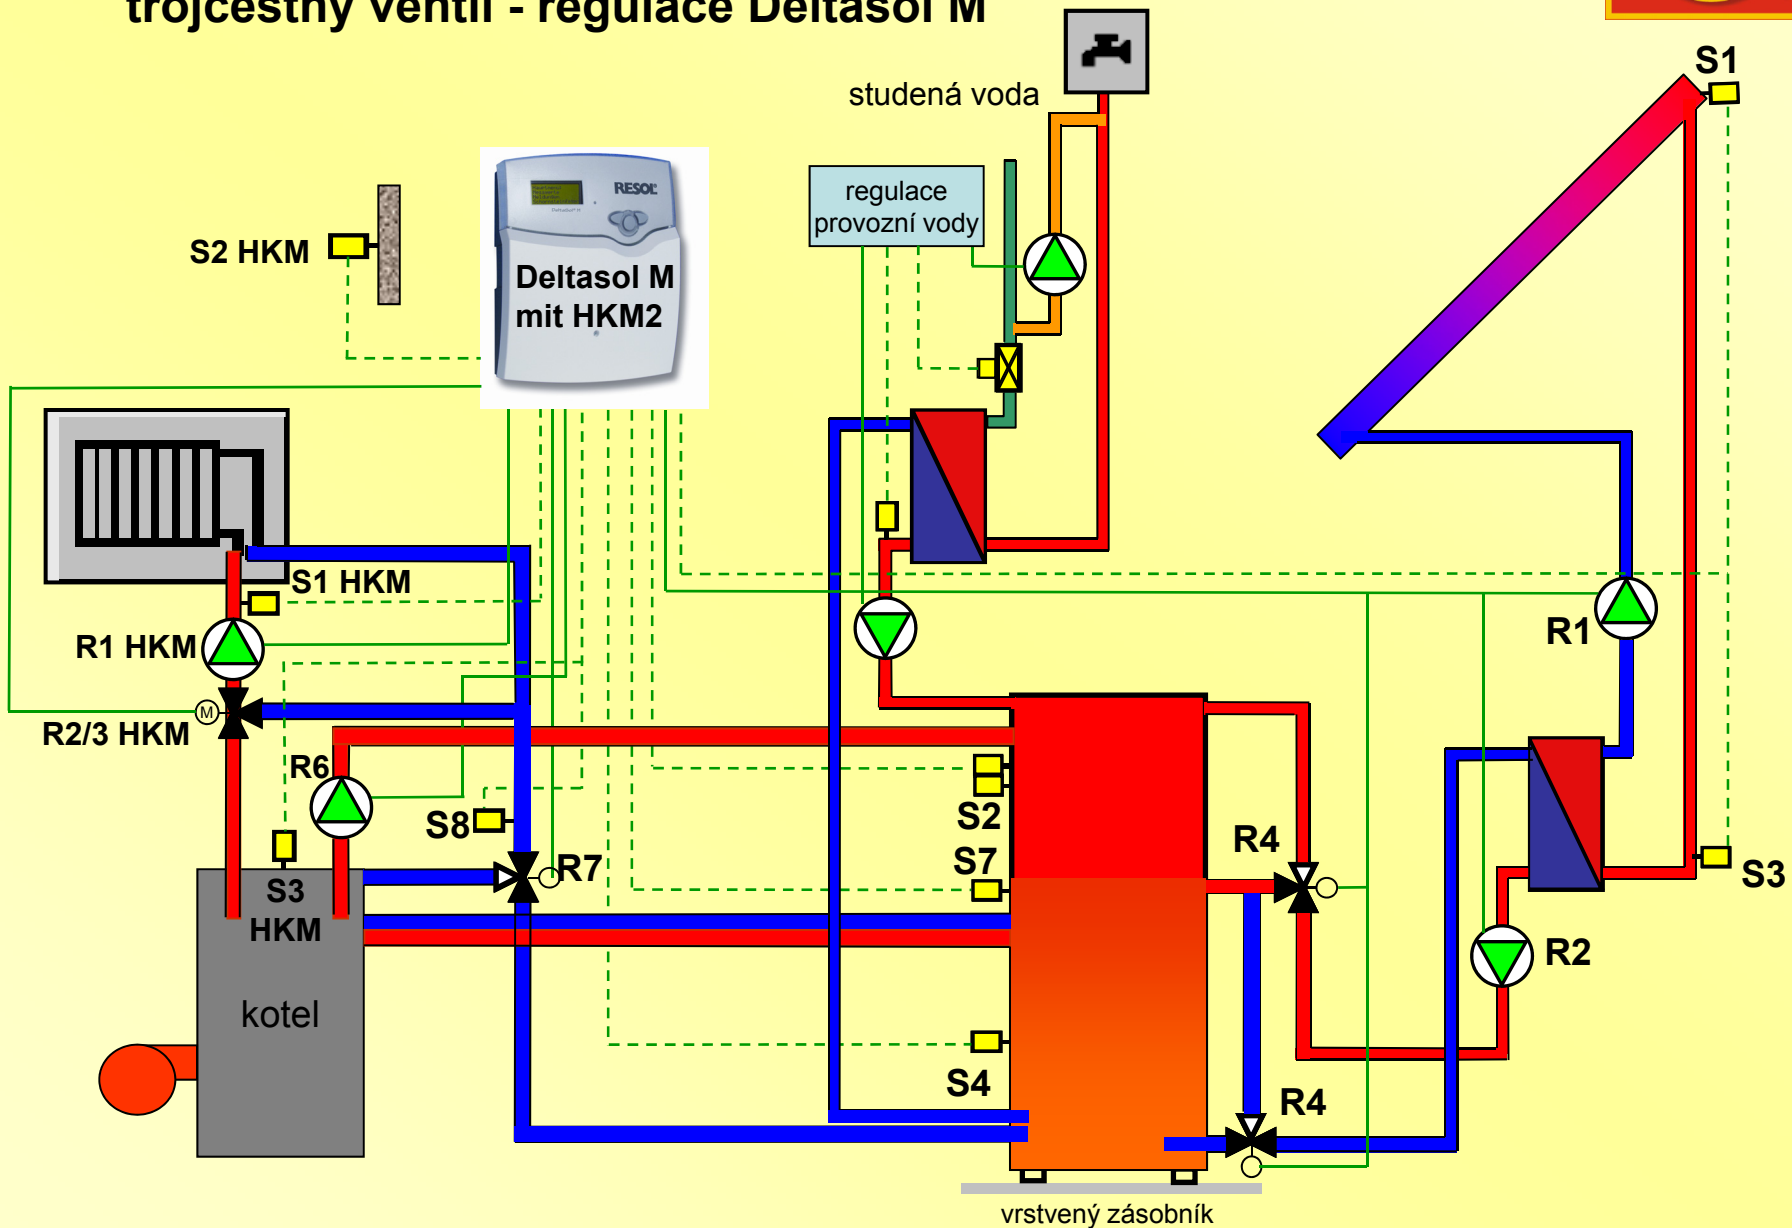 trojcestný ventil - regulace Deltasol M
S1
studená voda
RESOL
regulace
provozní vody
S2 HKM
Deltasol M
mit HKM2
S1 HKM
R1 HKM
R1
M
R2/3 HKM
R6
S2
S8
R4
S7
R7
S3
S3
HKM
R2
kotel
S4
R4
vrstvený zásobník